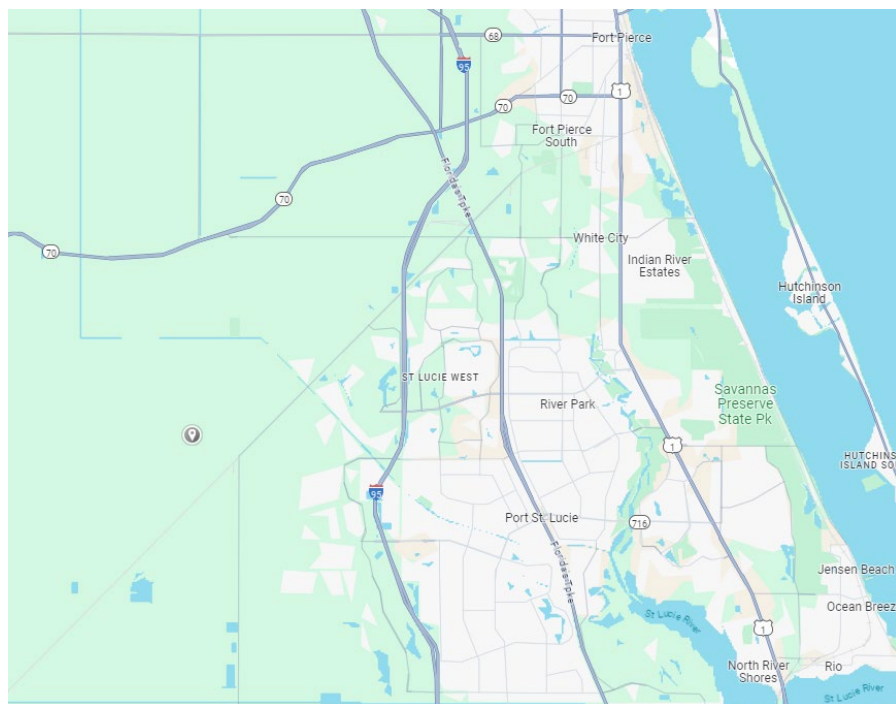 68
Fort Pierce
95
1
70
70
Fort Pierce
South
Florida's Tpke
70
White City
70
Indian River
Estates
Hutchinson
Island
ST LUCIE WEST
Savannas
Preserve
State Pk
River Park
1
HUTCHINS
ISLAND SO
95
Port St. Lucie
716
Florida's Tpke
Jensen Beach
Ocean Breez
St Lucie River
1
North River
Shores
Rio
St Lucie River